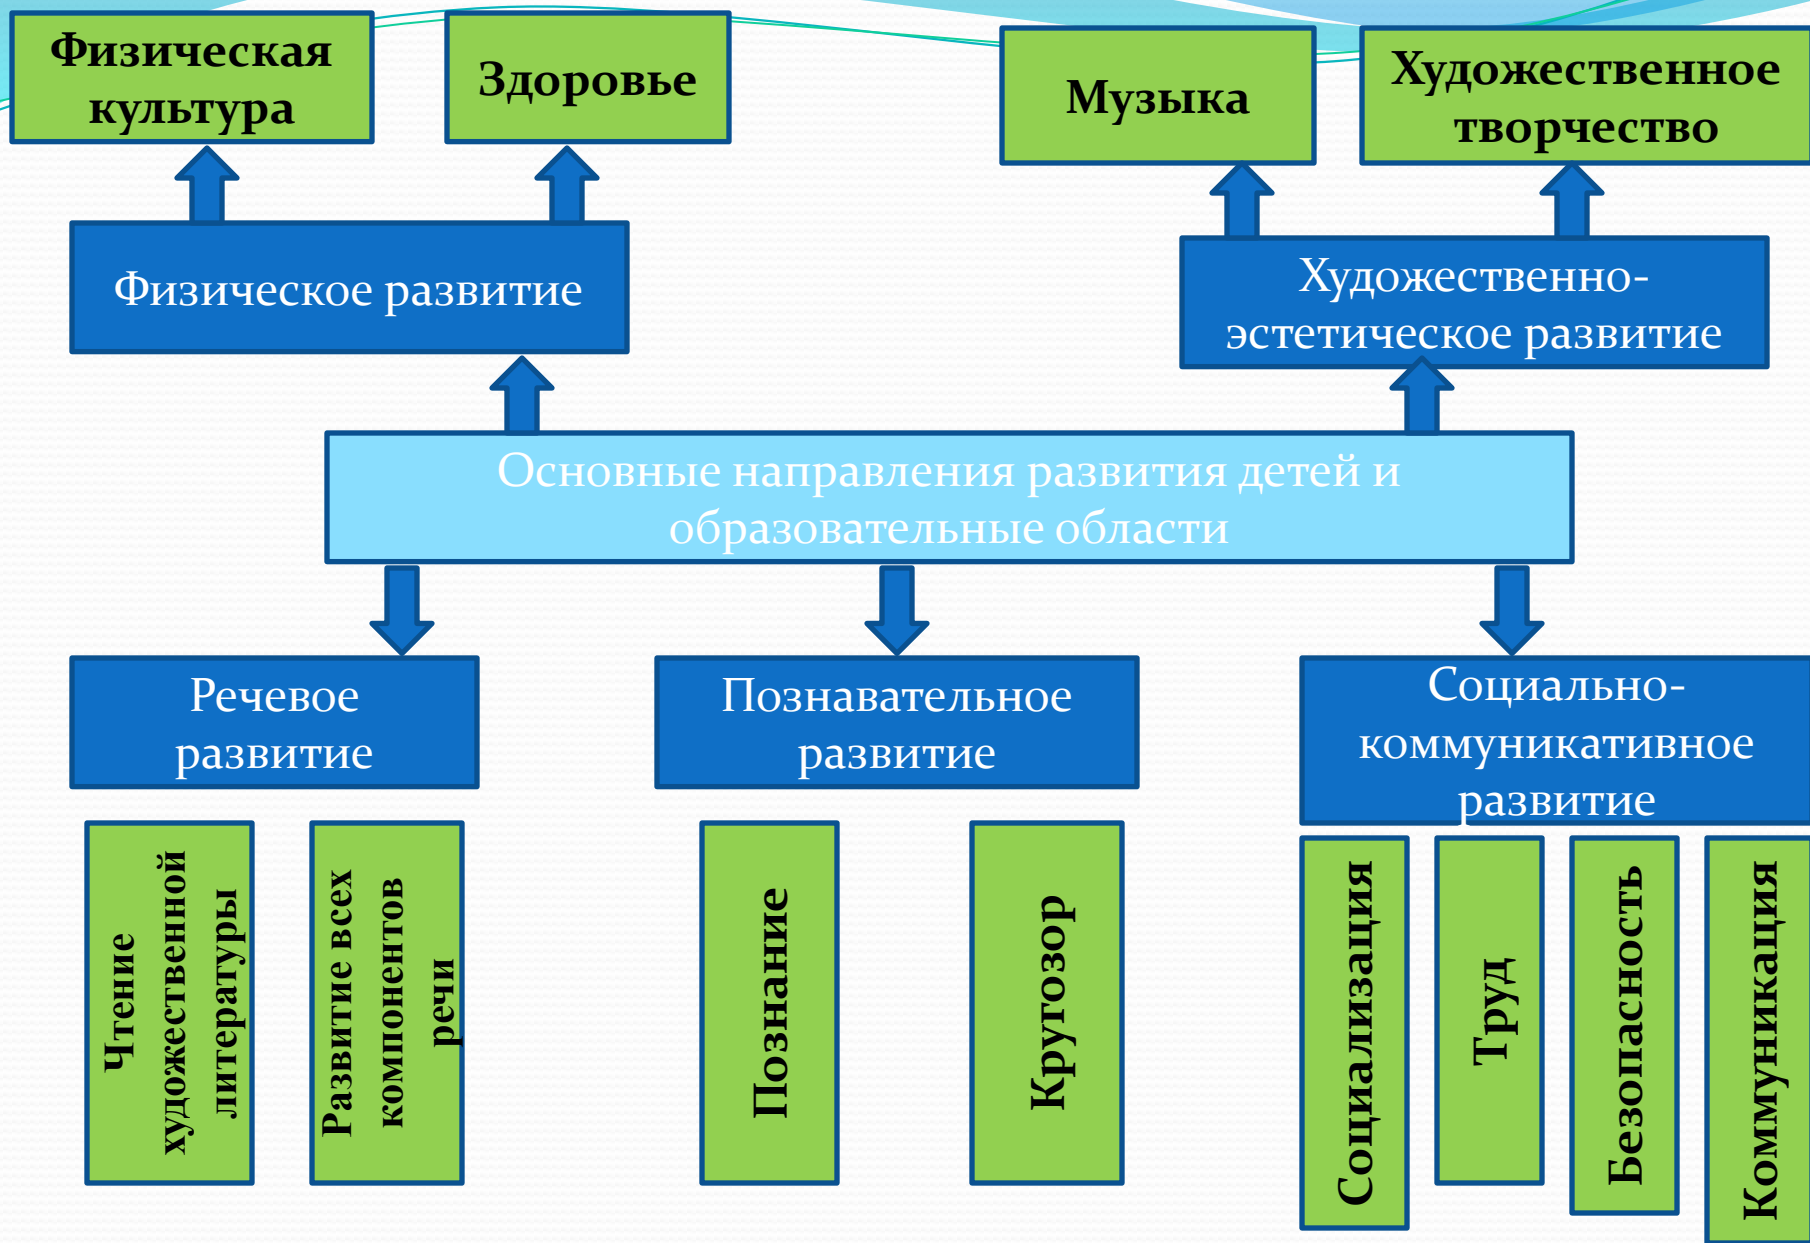 Физическая
культура
Здоровье
Музыка
Художественное
творчество
Физическое развитие
Художественно-
эстетическое развитие
Основные направления развития детей и
образовательные области
Речевое
развитие
Познавательное
развитие
Социально-
коммуникативное
развитие
Чтение
художественной
литературы
Развитие всех
компонентов
речи
Познание
Кругозор
Социализация
Труд
Безопасность
Коммуникация